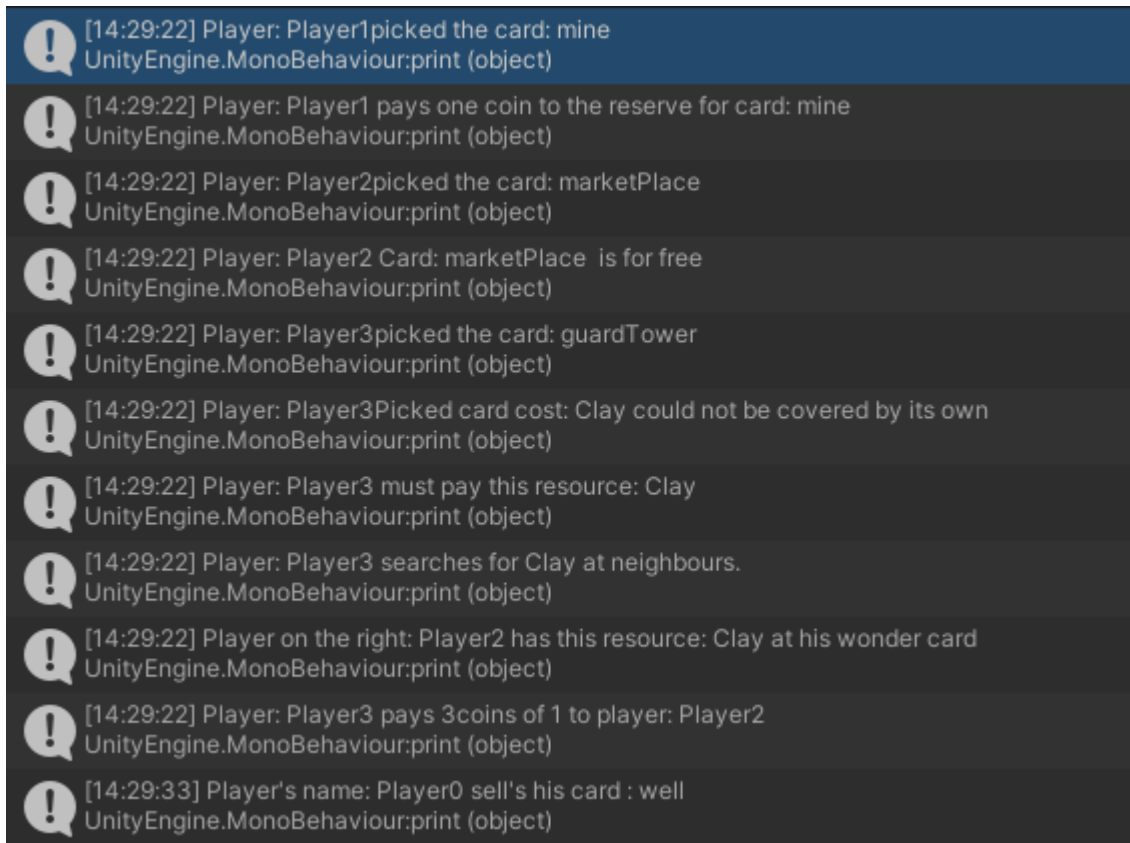 [14:29:22] Player: Player1picked the card: mine
UnityEngine.MonoBehaviour:print (object)
[14:29:22] Player: Player1 pays one coin to the reserve for card: mine
UnityEngine.MonoBehaviour:print (object)
[14:29:22] Player: Player2picked the card: marketPlace
UnityEngine.MonoBehaviour:print (object)
[14:29:22] Player: Player2 Card: marketPlace  is for free
UnityEngine.MonoBehaviour:print (object)
[14:29:22] Player: Player3picked the card: guardTower
UnityEngine.MonoBehaviour:print (object)
[14:29:22] Player: Player3Picked card cost: Clay could not be covered by its own
UnityEngine.MonoBehaviour:print (object)
[14:29:22] Player: Player3 must pay this resource: Clay
UnityEngine.MonoBehaviour:print (object)
[14:29:22] Player: Player3 searches for Clay at neighbours.
UnityEngine.MonoBehaviour:print (object)
[14:29:22] Player on the right: Player2 has this resource: Clay at his wonder card
UnityEngine.MonoBehaviour:print (object)
[14:29:22] Player: Player3 pays 3coins of 1 to player: Player2
UnityEngine.MonoBehaviour:print (object)
[14:29:33] Player's name: Player0 sell's his card : well
UnityEngine.MonoBehaviour:print (object)